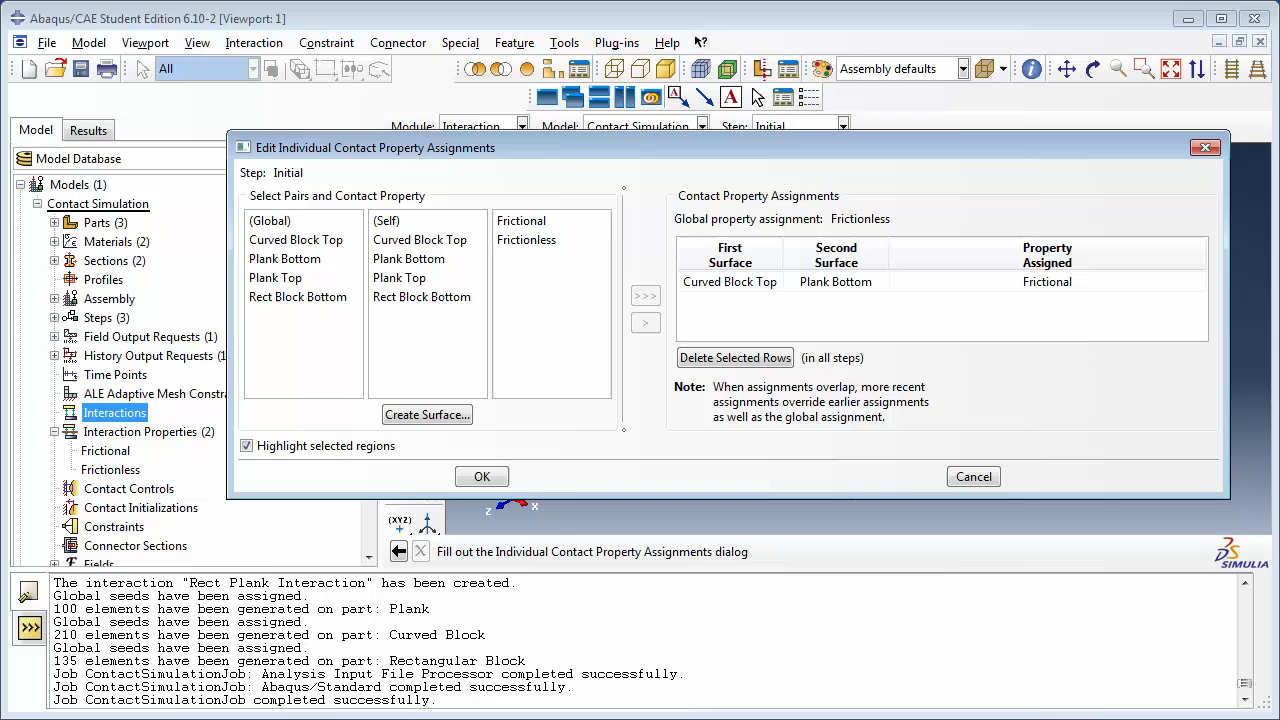 Abaqus/CAE Student Edition 6.10-2 [Viewport: 1]
File Model Viewport View Interaction Constraint Connector Special Feature Tools Plug-ins Help
All
Assembly defaults
A
Model Results
Module: Interaction Model: Contact Simulation Step: Initial
Model Database
Models (1)
Contact Simulation
Parts (3)
Materials (2)
Sections (2)
Profiles
Assembly
Steps (3)
Field Output Requests (1)
History Output Requests (1
Time Points
ALE Adaptive Mesh Constra
Interactions
Interaction Properties (2)
Frictional
Frictionless
Contact Controls
Contact Initializations
Constraints
Connector Sections
Fields
Edit Individual Contact Property Assignments
Step: Initial
Select Pairs and Contact Property
(Global) (Self) Frictional
Curved Block Top Curved Block Top Frictionless
Plank Bottom Plank Bottom
Plank Top Plank Top
Rect Block Bottom Rect Block Bottom
Create Surface...
>>>
>
Contact Property Assignments
Global property assignment: Frictionless
First Surface Second Surface Property Assigned
Curved Block Top Plank Bottom Frictional
Delete Selected Rows (in all steps)
Note: When assignments overlap, more recent
assignments override earlier assignments
as well as the global assignment.
Highlight selected regions
OK Cancel
z x
(XYZ)
Fill out the Individual Contact Property Assignments dialog
SIMULIA
>>>
The interaction "Rect Plank Interaction" has been created.
Global seeds have been assigned.
100 elements have been generated on part: Plank
Global seeds have been assigned.
210 elements have been generated on part: Curved Block
Global seeds have been assigned.
135 elements have been generated on part: Rectangular Block
Job ContactSimulationJob: Analysis Input File Processor completed successfully.
Job ContactSimulationJob: Abaqus/Standard completed successfully.
Job ContactSimulationJob completed successfully.